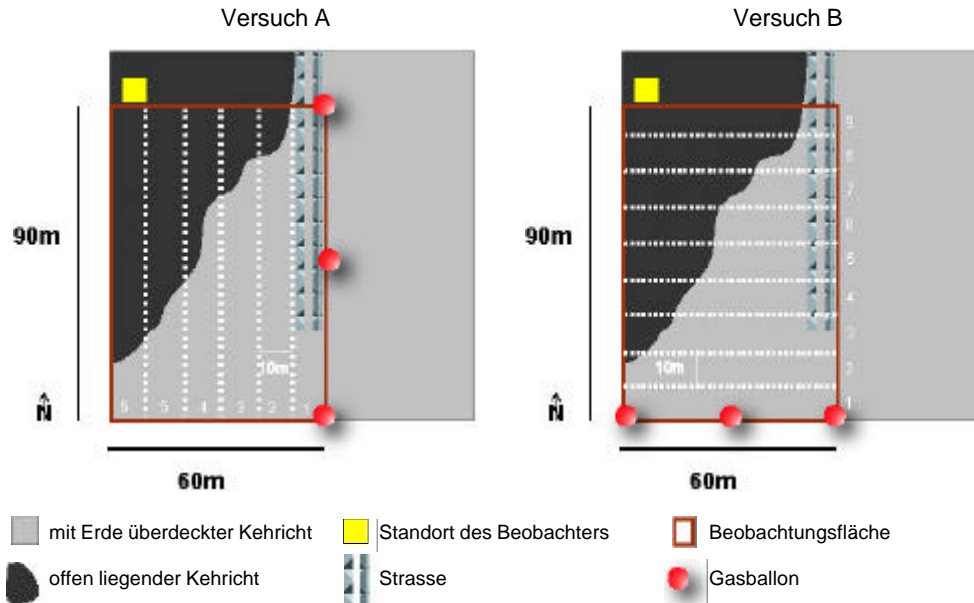 Versuch A
Versuch B
90m
10m
6 5 4 3 2 1
N
60m
90m
9
8
7
6
5
4
3
10m
2
1
N
60m
mit Erde überdeckter Kehricht
Standort des Beobachters
Beobachtungsfläche
offen liegender Kehricht
Strasse
Gasballon